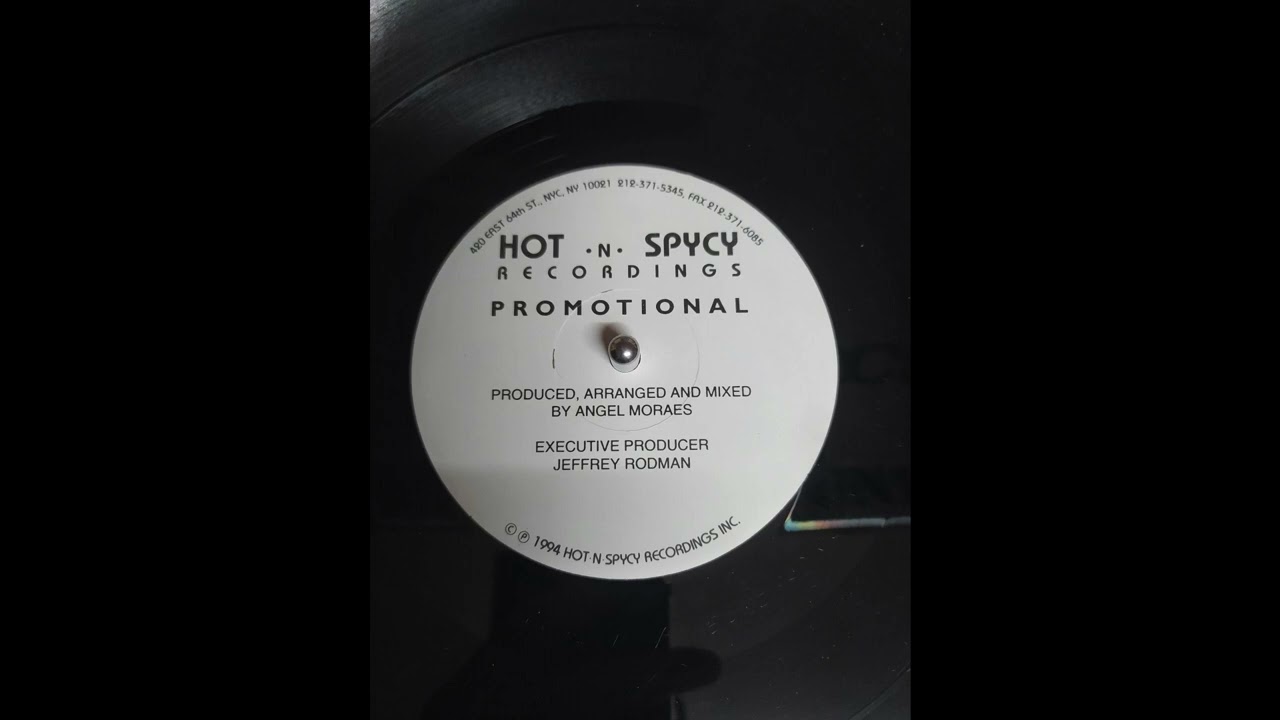 420 EAST 64th ST., NYC, NY 10021 212-371-5345, FAX 212-371-6085
HOT ·N· SPYCY
RECORDINGS
PROMOTIONAL
PRODUCED, ARRANGED AND MIXED
BY ANGEL MORAES
EXECUTIVE PRODUCER
JEFFREY RODMAN
© ℗ 1994 HOT·N·SPYCY RECORDINGS INC.